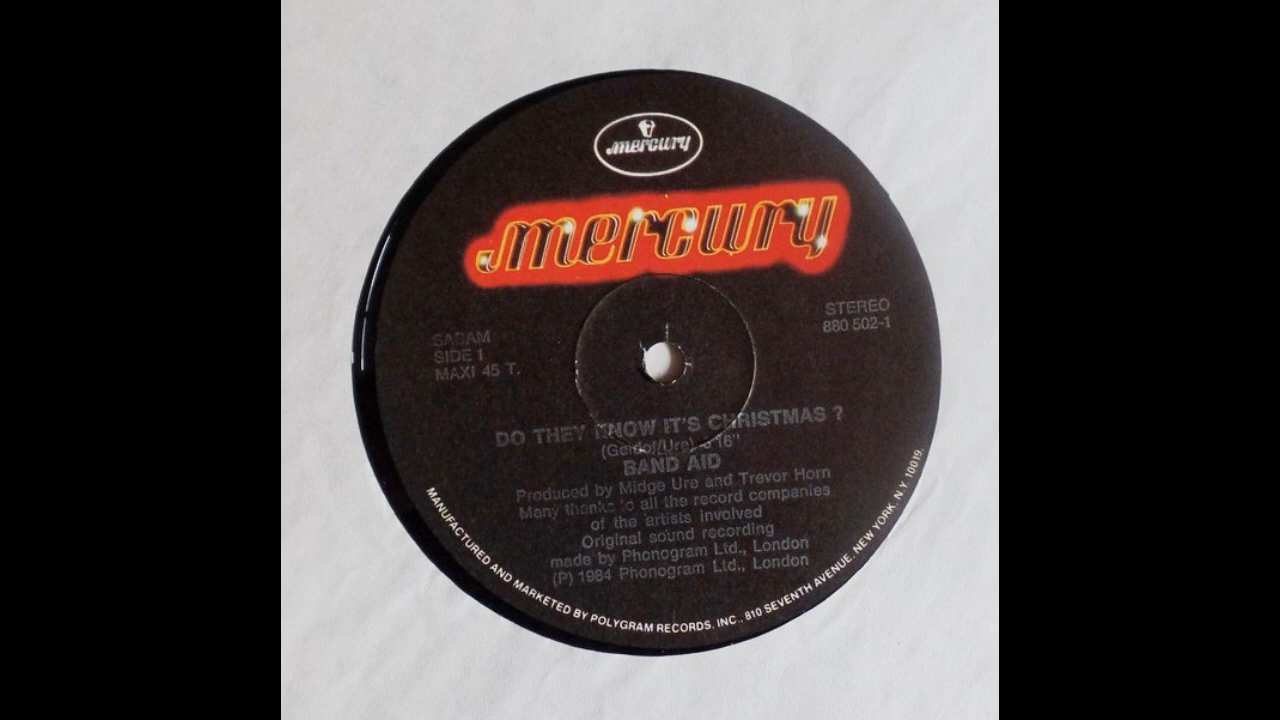 mercury
mercury
STEREO
880 502-1
SIDE 1
MAXI 45 T.
DO THEY KNOW IT'S CHRISTMAS ?
(Geldof/Ure)
BAND AID
Produced by Midge Ure and Trevor Horn
Many thanks to all the record companies
of the artists involved
Original sound recording
made by Phonogram Ltd., London
(P) 1984 Phonogram Ltd., London
MANUFACTURED AND MARKETED BY POLYGRAM RECORDS, INC., 810 SEVENTH AVENUE, NEW YORK, N.Y. 10019.